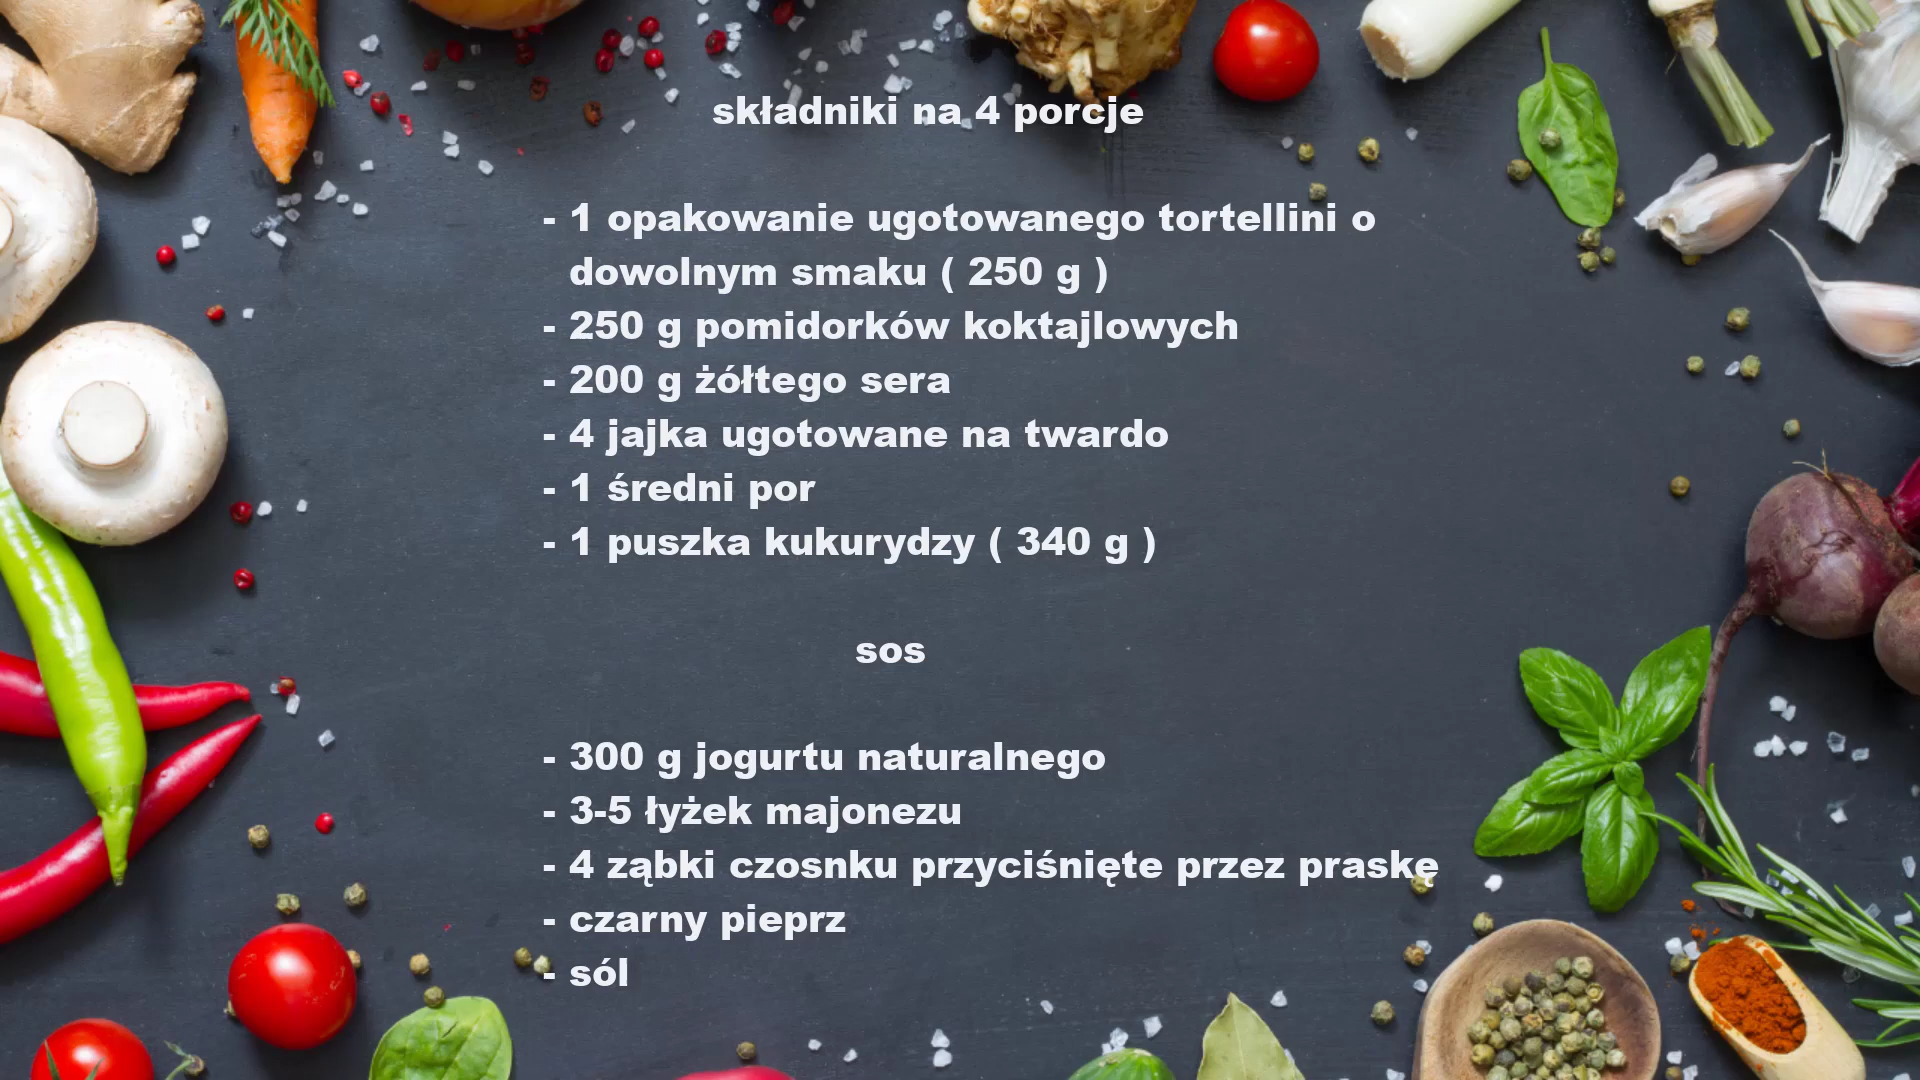 składniki na 4 porcje
- 1 opakowanie ugotowanego tortellini o
dowolnym smaku ( 250 g )
- 250 g pomidorków koktajlowych
- 200 g żółtego sera
- 4 jajka ugotowane na twardo
- 1 średni por
- 1 puszka kukurydzy ( 340 g )
sos
- 300 g jogurtu naturalnego
- 3-5 łyżek majonezu
- 4 ząbki czosnku przyciśnięte przez praskę
- czarny pieprz
- sól